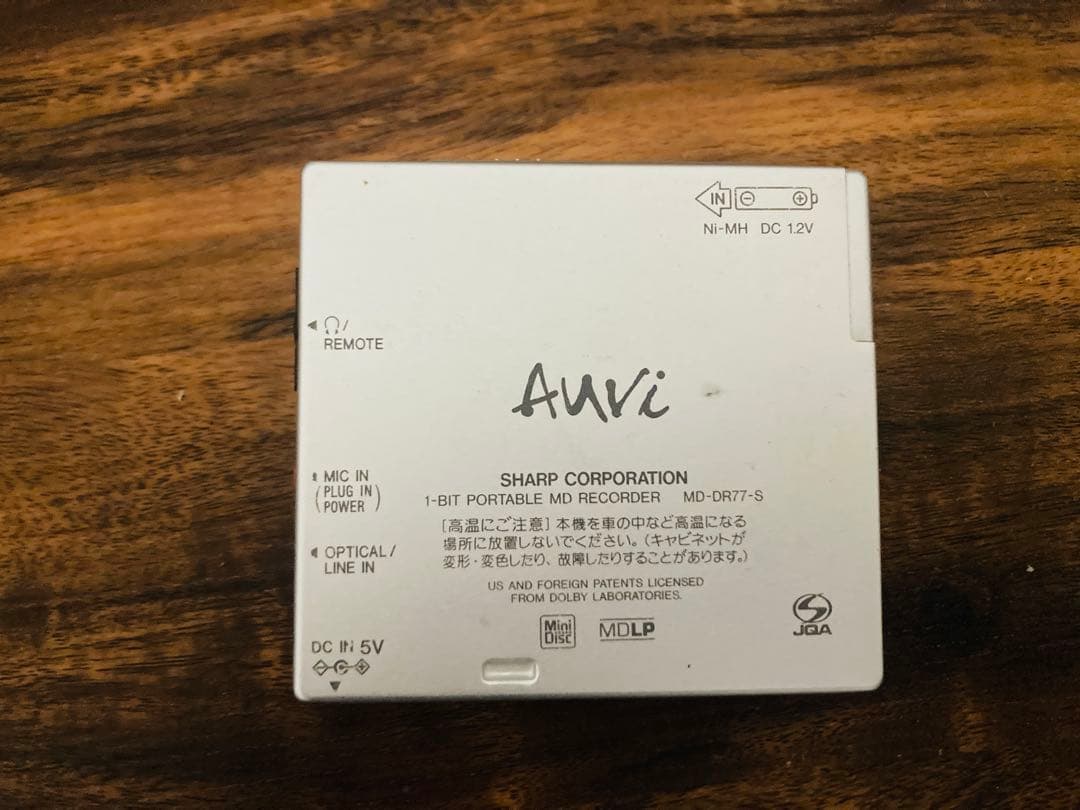 IN
Ni-MH DC 1.2V
/
REMOTE
Auvi
MIC IN
(PLUG IN
POWER)
OPTICAL/
LINE IN
DC IN 5V
SHARP CORPORATION
1-BIT PORTABLE MD RECORDER MD-DR77-S
[高温にご注意] 本機を車の中など高温になる
場所に放置しないでください。(キャビネットが
変形・変色したり、故障したりすることがあります。)
US AND FOREIGN PATENTS LICENSED
FROM DOLBY LABORATORIES.
Mini
Disc
MDLP
JQA